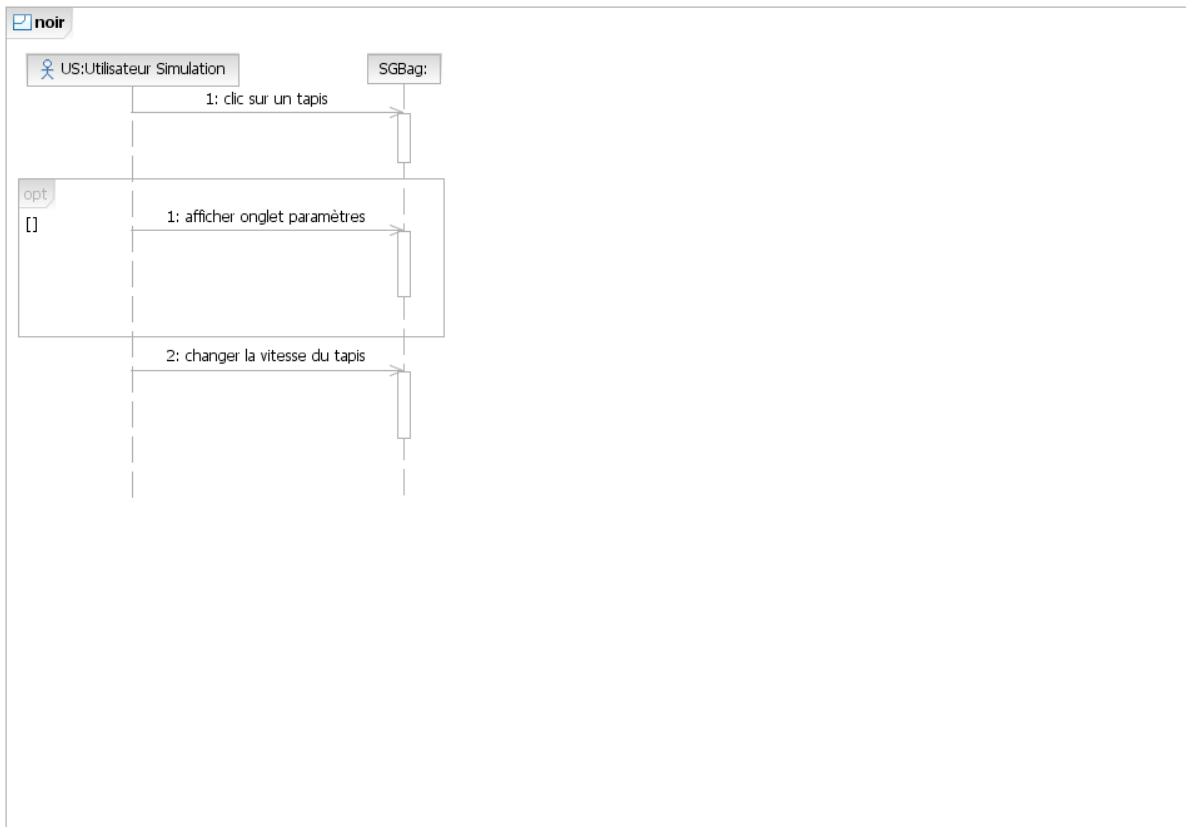 noir
US:Utilisateur Simulation
SGBag:
1: clic sur un tapis
opt
[]
1: afficher onglet paramètres
2: changer la vitesse du tapis